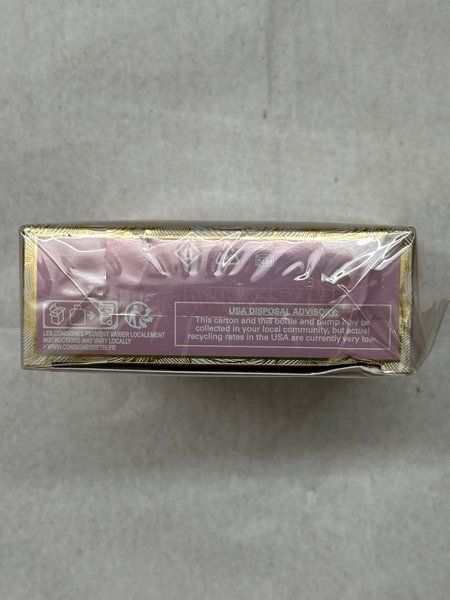 24M
LES CONSIGNES PEUVENT VARIER LOCALEMENT
INSTRUCTIONS MAY VARY LOCALLY
• WWW.CONSIGNESDETRI.FR
USA DISPOSAL ADVISORY:
This carton and this bottle and pump may be
collected in your local community, but actual
recycling rates in the USA are currently very low.